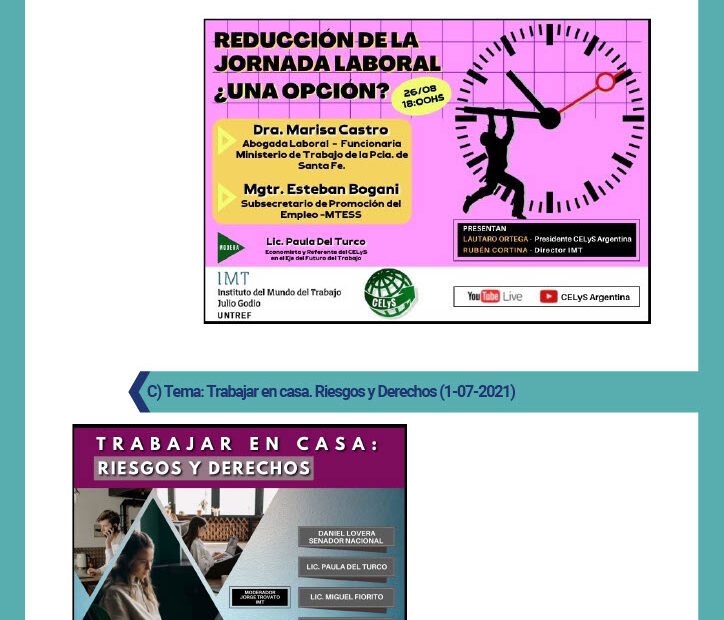 REDUCCIÓN DE LA
JORNADA LABORAL
¿UNA OPCIÓN?
26/08
18:00HS
Dra. Marisa Castro
Abogada Laboral - Funcionaria
Ministerio de Trabajo de la Pcia. de
Santa Fe.
Mgtr. Esteban Bogani
Subsecretario de Promoción del
Empleo -MTESS
MODERA
Lic. Paula Del Turco
Economista y Referente del CELyS
en el Eje del Futuro del Trabajo
PRESENTAN
LAUTARO ORTEGA - Presidente CELyS Argentina
RUBÉN CORTINA - Director IMT
IMT
Instituto del Mundo del Trabajo
Julio Godio
UNTREF
CELyS
YouTube Live
CELyS Argentina
C) Tema: Trabajar en casa. Riesgos y Derechos (1-07-2021)
TRABAJAR EN CASA:
RIESGOS Y DERECHOS
DANIEL LOVERA
SENADOR NACIONAL
LIC. PAULA DEL TURCO
MODERADOR
JORGE TROVATO
IMT
LIC. MIGUEL FIORITO